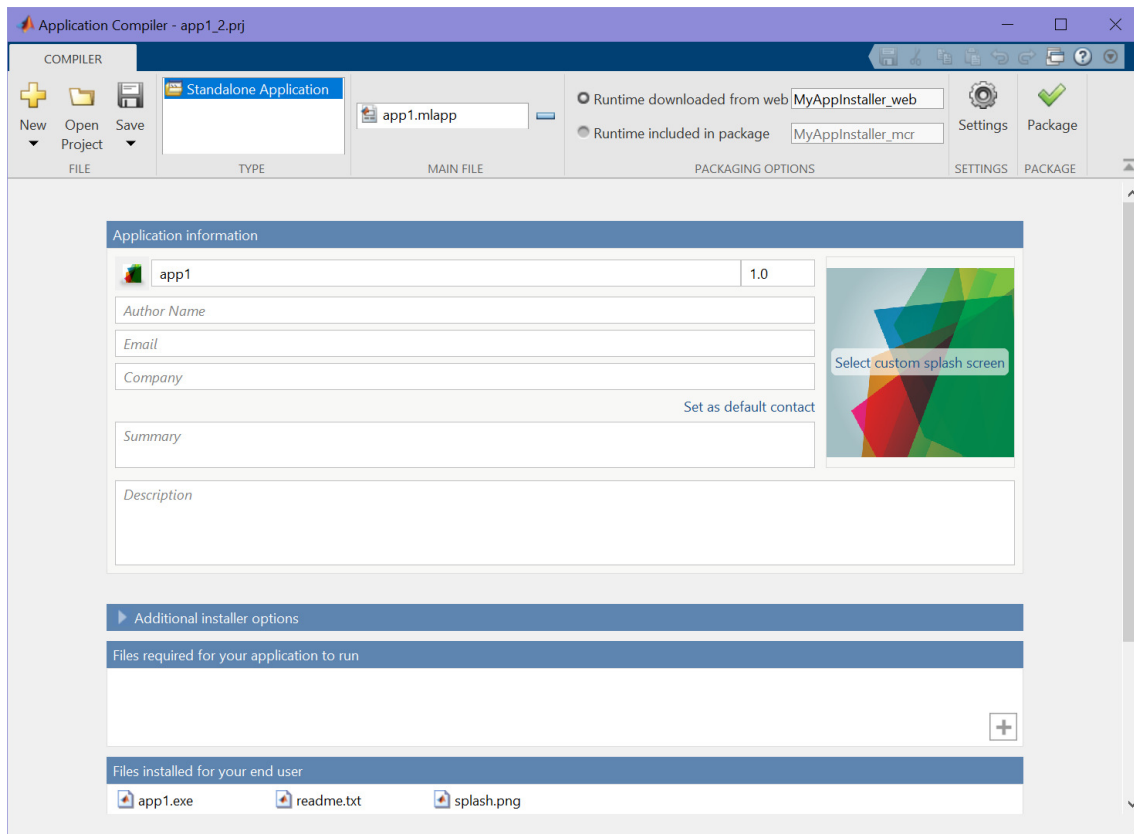 Application Compiler - app1_2.prj
COMPILER
New
Open Project
Save
FILE
Standalone Application
TYPE
app1.mlapp
MAIN FILE
Runtime downloaded from web MyAppInstaller_web
Runtime included in package MyAppInstaller_mcr
PACKAGING OPTIONS
Settings
SETTINGS
Package
PACKAGE
Application information
app1 1.0
Author Name
Email
Company
Set as default contact
Summary
Select custom splash screen
Description
Additional installer options
Files required for your application to run
Files installed for your end user
app1.exe readme.txt splash.png